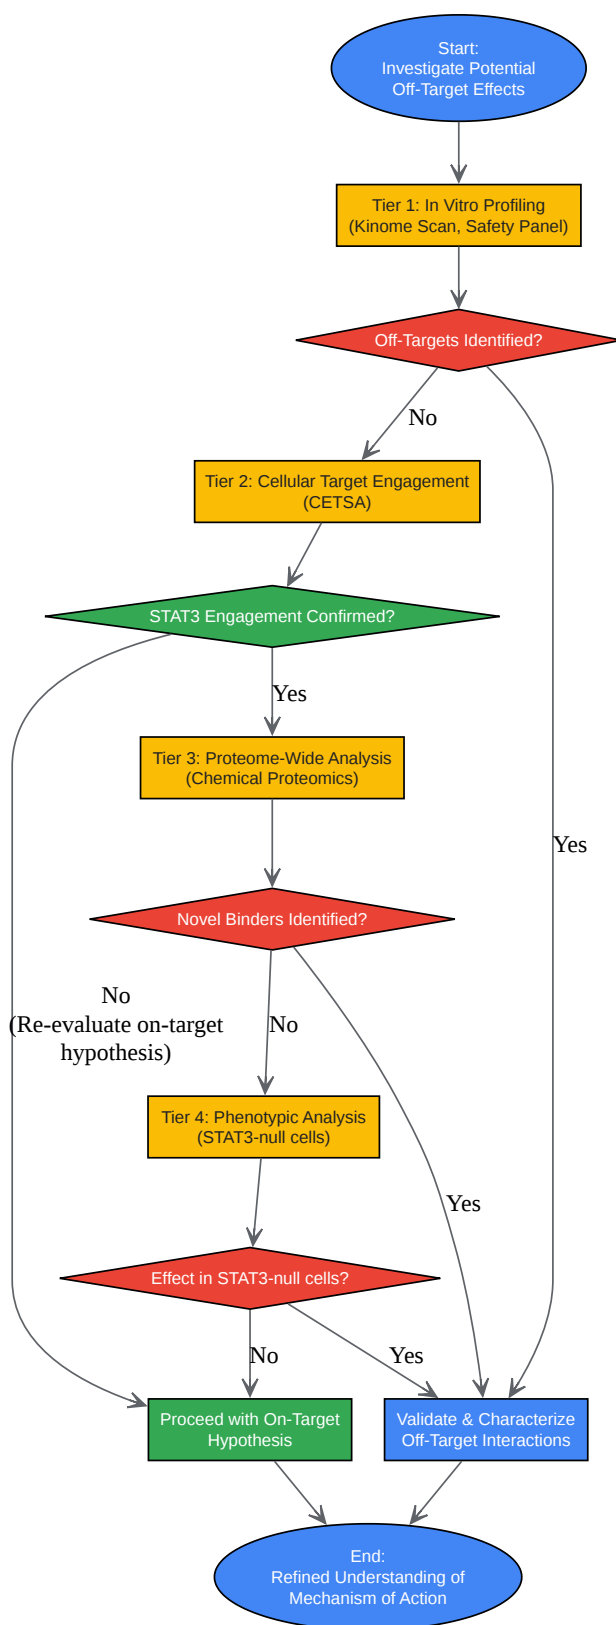 Start:
Investigate Potential
Off-Target Effects
Tier 1: In Vitro Profiling
(Kinome Scan, Safety Panel)
Off-Targets Identified?
No
Tier 2: Cellular Target Engagement
(CETSA)
STAT3 Engagement Confirmed?
Yes
Tier 3: Proteome-Wide Analysis
(Chemical Proteomics)
Yes
Novel Binders Identified?
No
(Re-evaluate on-target
hypothesis)
No
Tier 4: Phenotypic Analysis
(STAT3-null cells)
Yes
Effect in STAT3-null cells?
No
Yes
Proceed with On-Target
Hypothesis
Validate & Characterize
Off-Target Interactions
End:
Refined Understanding of
Mechanism of Action